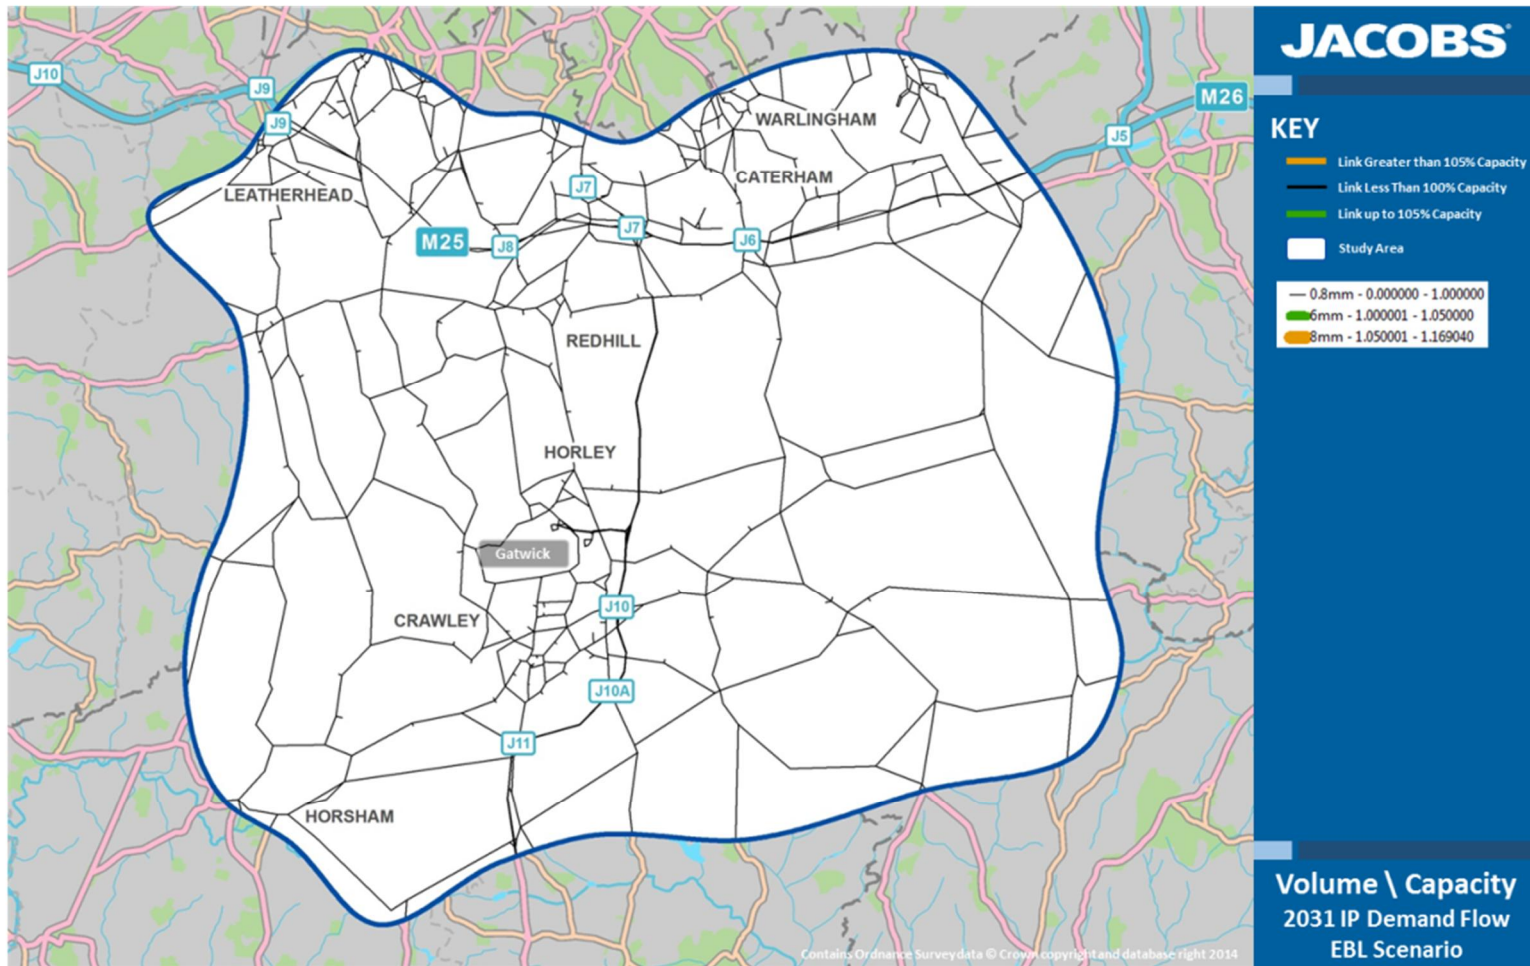 JACOBS
J10
J9
J9
M26
J5
WARLINGHAM
CATERHAM
LEATHERHEAD
J7
J7
M25
J8
J6
REDHILL
HORLEY
Gatwick
J10
CRAWLEY
J10A
J11
HORSHAM
Contains Ordnance Survey data © Crown copyright and database right 2014
KEY
Link Greater than 105% Capacity
Link Less Than 100% Capacity
Link up to 105% Capacity
Study Area
0.8mm - 0.000000 - 1.000000
6mm - 1.000001 - 1.050000
8mm - 1.050001 - 1.169040
Volume \ Capacity
2031 IP Demand Flow
EBL Scenario